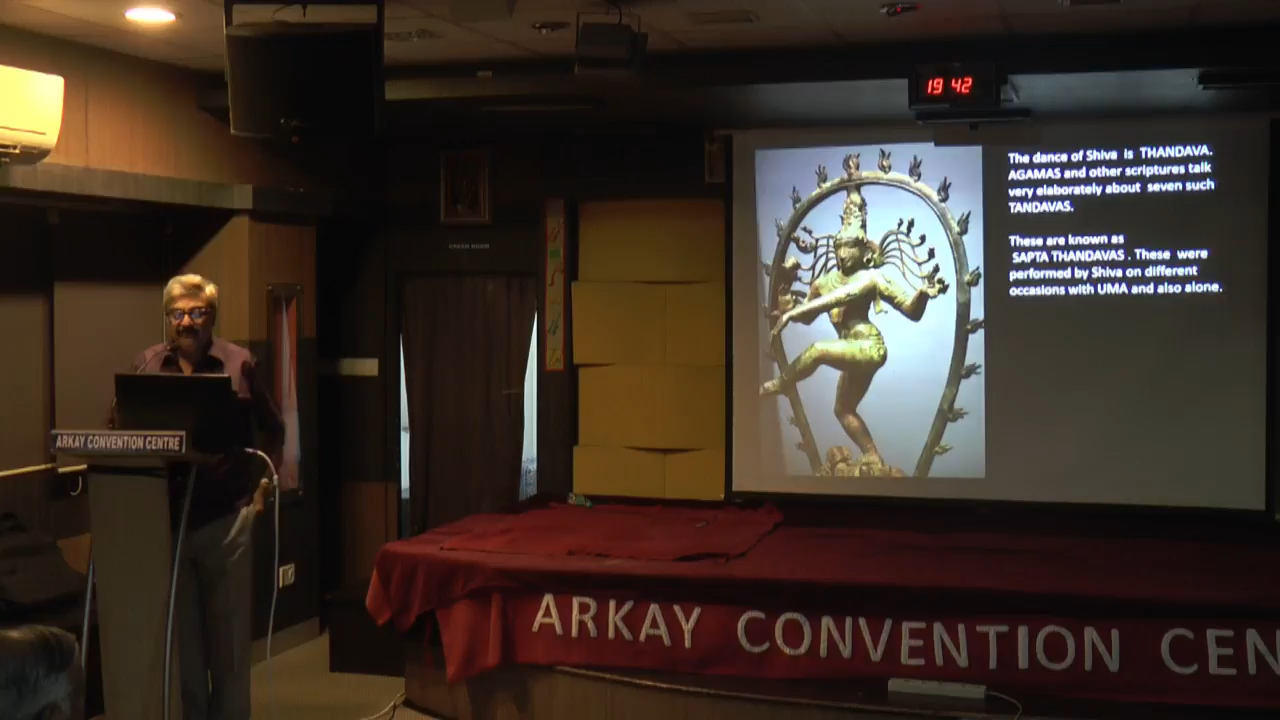 19 42
The dance of Shiva is THANDAVA.
AGAMAS and other scriptures talk
very elaborately about seven such
TANDAVAS.
These are known as
SAPTA THANDAVAS . These were
performed by Shiva on different
occasions with UMA and also alone.
GREEN ROOM
ARKAY CONVENTION CENTRE
ARKAY CONVENTION CEN